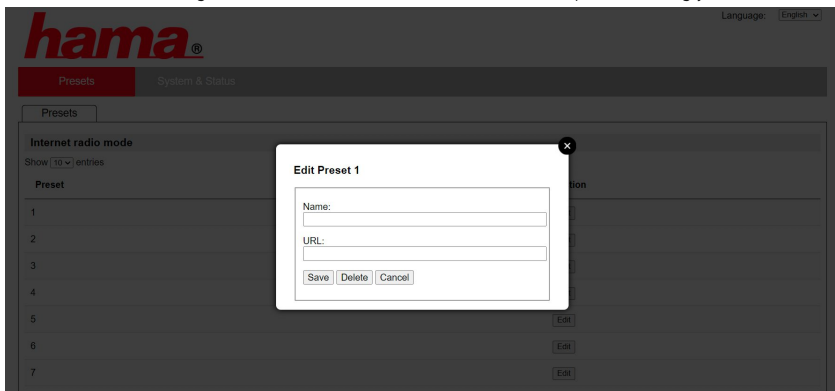 Language: English
hama®
Presets System & Status
Presets
Internet radio mode
Show 10 entries
Preset
1
2
3
4
5 Edit
6 Edit
7 Edit
Edit Preset 1
Name:
URL:
Save Delete Cancel